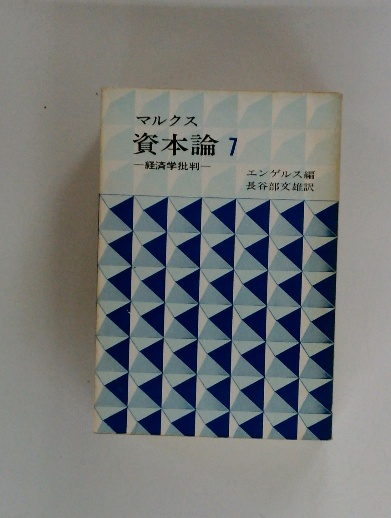 マルクス
資本論 7
―経済学批判―
エンゲルス編
長谷部文雄訳